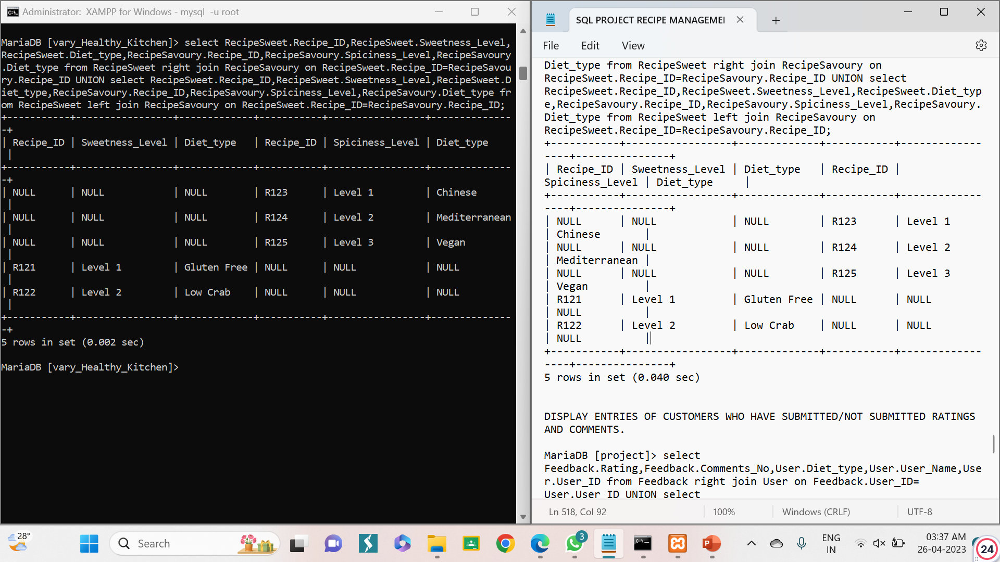 Administrator:  XAMPP for Windows - mysql  -u root
MariaDB [vary_Healthy_Kitchen]> select RecipeSweet.Recipe_ID,RecipeSweet.Sweetness_Level,
RecipeSweet.Diet_type,RecipeSavoury.Recipe_ID,RecipeSavoury.Spiciness_Level,RecipeSavoury
.Diet_type from RecipeSweet right join RecipeSavoury on RecipeSweet.Recipe_ID=RecipeSavou
ry.Recipe_ID UNION select RecipeSweet.Recipe_ID,RecipeSweet.Sweetness_Level,RecipeSweet.D
iet_type,RecipeSavoury.Recipe_ID,RecipeSavoury.Spiciness_Level,RecipeSavoury.Diet_type fr
om RecipeSweet left join RecipeSavoury on RecipeSweet.Recipe_ID=RecipeSavoury.Recipe_ID;
+-----------+-----------------+-------------+-----------+-----------------+--------------
-+
| Recipe_ID | Sweetness_Level | Diet_type   | Recipe_ID | Spiciness_Level | Diet_type
 |
+-----------+-----------------+-------------+-----------+-----------------+--------------
-+
| NULL      | NULL            | NULL        | R123      | Level 1         | Chinese
 |
| NULL      | NULL            | NULL        | R124      | Level 2         | Mediterranean
 |
| NULL      | NULL            | NULL        | R125      | Level 3         | Vegan
 |
| R121      | Level 1         | Gluten Free | NULL      | NULL            | NULL
 |
| R122      | Level 2         | Low Crab    | NULL      | NULL            | NULL
 |
+-----------+-----------------+-------------+-----------+-----------------+--------------
-+
5 rows in set (0.002 sec)
MariaDB [vary_Healthy_Kitchen]>
SQL PROJECT RECIPE MANAGEME
File Edit View
Diet_type from RecipeSweet right join RecipeSavoury on
RecipeSweet.Recipe_ID=RecipeSavoury.Recipe_ID UNION select
RecipeSweet.Recipe_ID,RecipeSweet.Sweetness_Level,RecipeSweet.Diet_typ
e,RecipeSavoury.Recipe_ID,RecipeSavoury.Spiciness_Level,RecipeSavoury.
Diet_type from RecipeSweet left join RecipeSavoury on
RecipeSweet.Recipe_ID=RecipeSavoury.Recipe_ID;
+-----------+-----------------+-------------+-----------+-------------
----+---------------+
| Recipe_ID | Sweetness_Level | Diet_type   | Recipe_ID |
Spiciness_Level | Diet_type     |
+-----------+-----------------+-------------+-----------+-------------
----+---------------+
| NULL      | NULL            | NULL        | R123      | Level 1
| Chinese       |
| NULL      | NULL            | NULL        | R124      | Level 2
| Mediterranean |
| NULL      | NULL            | NULL        | R125      | Level 3
| Vegan         |
| R121      | Level 1         | Gluten Free | NULL      | NULL
| NULL          |
| R122      | Level 2         | Low Crab    | NULL      | NULL
| NULL          |
+-----------+-----------------+-------------+-----------+-------------
----+---------------+
5 rows in set (0.040 sec)
DISPLAY ENTRIES OF CUSTOMERS WHO HAVE SUBMITTED/NOT SUBMITTED RATINGS
AND COMMENTS.
MariaDB [project]> select
Feedback.Rating,Feedback.Comments_No,User.Diet_type,User.User_Name,Use
r.User_ID from Feedback right join User on Feedback.User_ID=
User.User_ID UNION select
Ln 518, Col 92 100% Windows (CRLF) UTF-8
28° Search 3 ENG IN 03:37 AM 26-04-2023 24